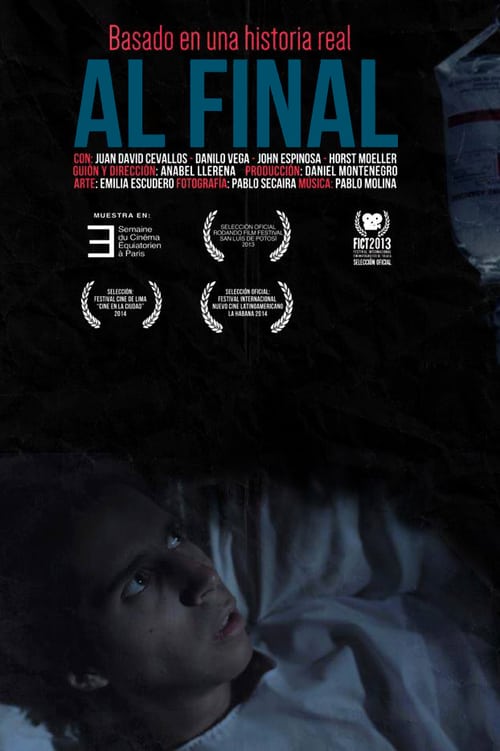 Basado en una historia real
AL FINAL
CON: JUAN DAVID CEVALLOS - DANILO VEGA - JOHN ESPINOSA - HORST MOELLER
GUIÓN Y DIRECCIÓN: ANABEL LLERENA PRODUCCIÓN: DANIEL MONTENEGRO
ARTE: EMILIA ESCUDERO FOTOGRAFÍA: PABLO SECAIRA MÚSICA: PABLO MOLINA
MUESTRA EN:
Semaine
du Cinéma
Équatorien
à Paris
SELECCIÓN OFICIAL
RODANDO FILM FESTIVAL
SAN LUIS DE POTOSÍ
2013
FICT2013
FESTIVAL INTERNACIONAL
SELECCIÓN OFICIAL
SELECCIÓN:
FESTIVAL CINE DE LIMA
"CINE EN LA CIUDAD"
2014
SELECCIÓN OFICIAL:
FESTIVAL INTERNACIONAL
NUEVO CINE LATINOAMERICANO
LA HABANA 2014